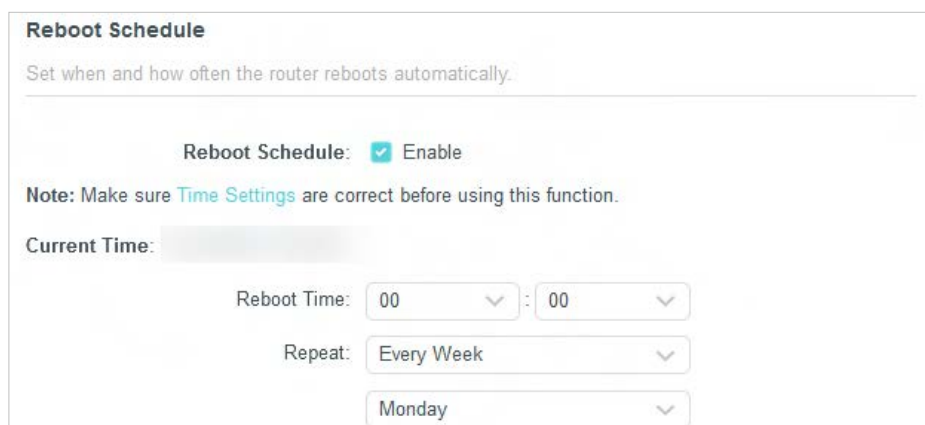 Reboot Schedule
Set when and how often the router reboots automatically.
Reboot Schedule: Enable
Note: Make sure Time Settings are correct before using this function.
Current Time:
Reboot Time: 00 : 00
Repeat: Every Week
Monday